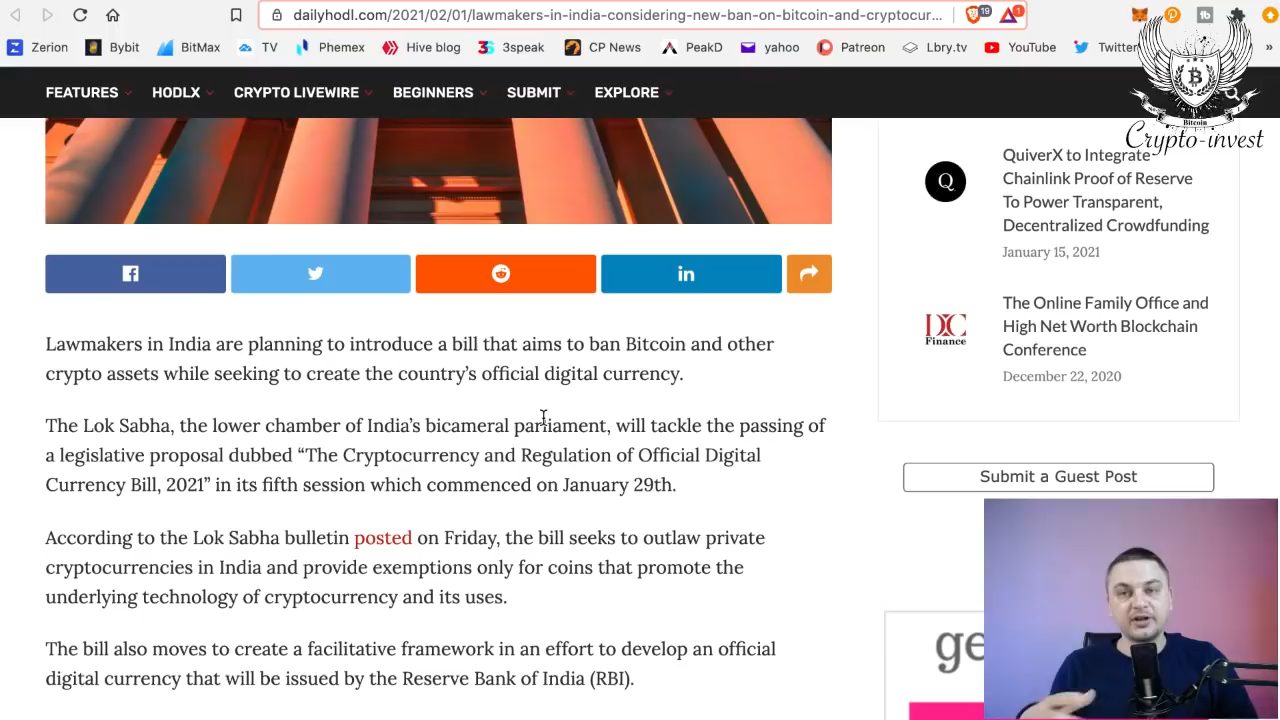 dailyhodl.com/2021/02/01/lawmakers-in-india-considering-new-ban-on-bitcoin-and-cryptocur...
19
1
Zerion
Bybit
BitMax
TV
Phemex
Hive blog
3speak
CP News
PeakD
yahoo
Patreon
Lbry.tv
YouTube
Twitter
»
FEATURES
HODLX
CRYPTO LIVEWIRE
BEGINNERS
SUBMIT
EXPLORE
Bitcoin
Crypto-invest
Lawmakers in India are planning to introduce a bill that aims to ban Bitcoin and other
crypto assets while seeking to create the country’s official digital currency.
The Lok Sabha, the lower chamber of India’s bicameral parliament, will tackle the passing of
a legislative proposal dubbed “The Cryptocurrency and Regulation of Official Digital
Currency Bill, 2021” in its fifth session which commenced on January 29th.
According to the Lok Sabha bulletin posted on Friday, the bill seeks to outlaw private
cryptocurrencies in India and provide exemptions only for coins that promote the
underlying technology of cryptocurrency and its uses.
The bill also moves to create a facilitative framework in an effort to develop an official
digital currency that will be issued by the Reserve Bank of India (RBI).
Q
QuiverX to Integrate
Chainlink Proof of Reserve
To Power Transparent,
Decentralized Crowdfunding
January 15, 2021
DC
Finance
The Online Family Office and
High Net Worth Blockchain
Conference
December 22, 2020
Submit a Guest Post
ge